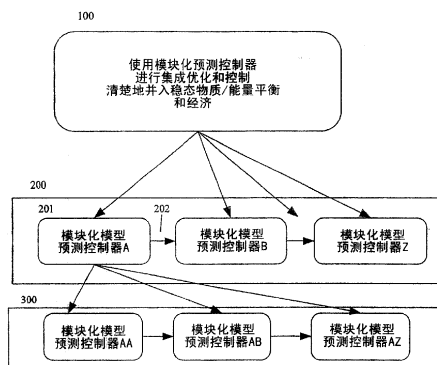 100
使用模块化预测控制器
进行集成优化和控制
清楚地并入稳态物质/能量平衡
和经济
200
201
202
模块化模型
预测控制器A
模块化模型
预测控制器B
模块化模型
预测控制器Z
300
模块化模型
预测控制器AA
模块化模型
预测控制器AB
模块化模型
预测控制器AZ